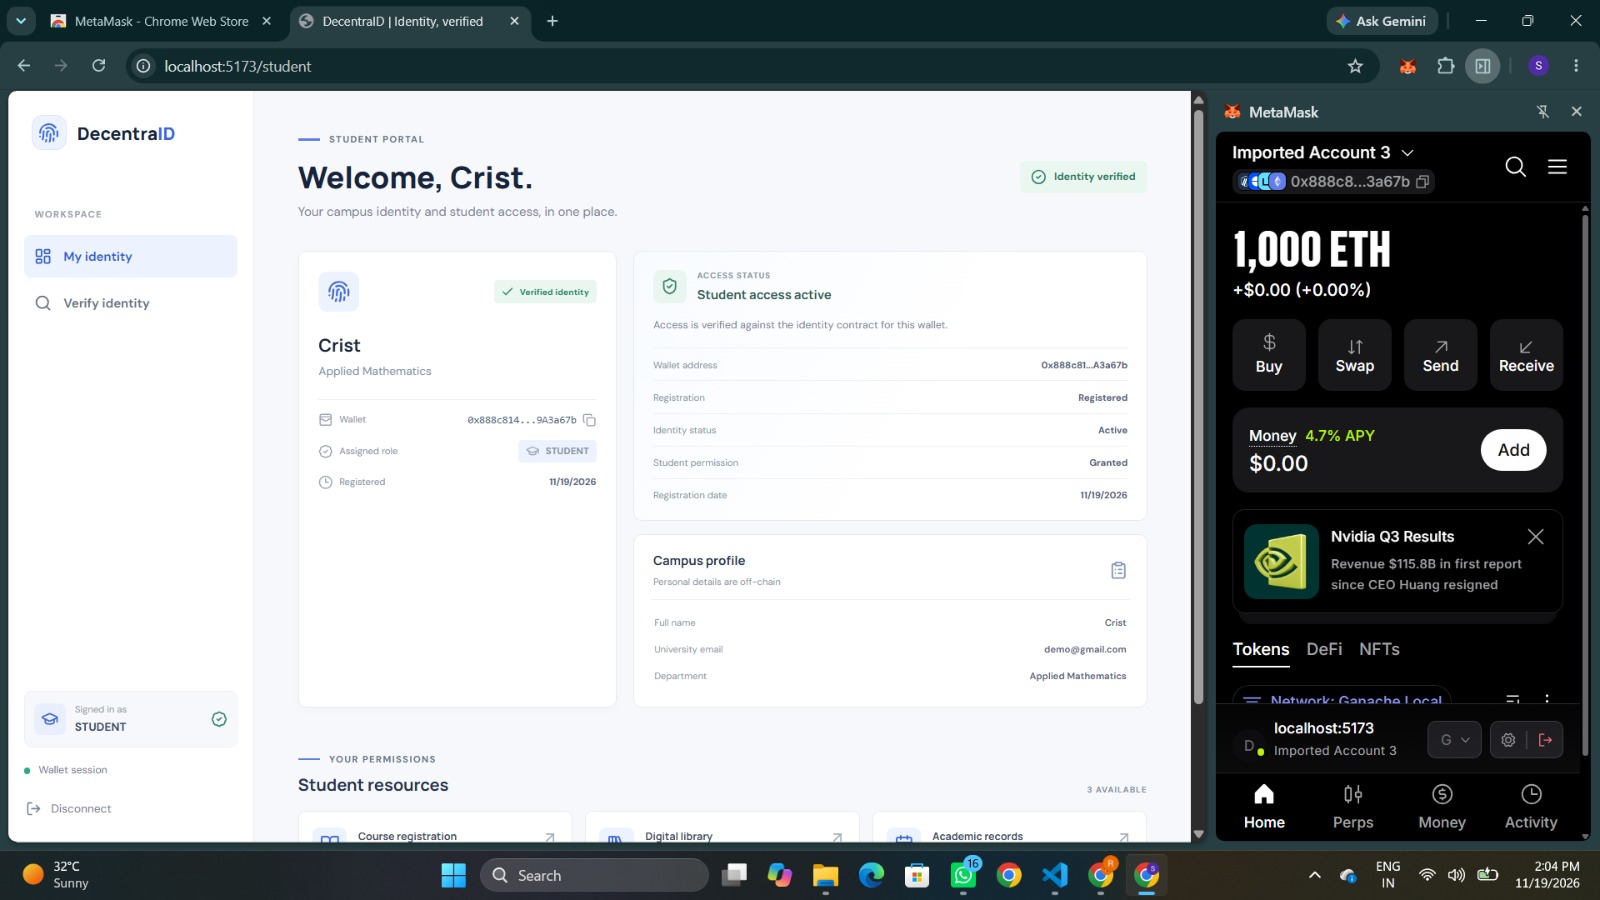 MetaMask - Chrome Web Store
DecentraID | Identity, verified
Ask Gemini
localhost:5173/student
S
DecentraID
WORKSPACE
My identity
Verify identity
Signed in as
STUDENT
Wallet session
Disconnect
STUDENT PORTAL
Welcome, Crist.
Your campus identity and student access, in one place.
Identity verified
Verified identity
Crist
Applied Mathematics
Wallet 0x888c814...9A3a67b
Assigned role STUDENT
Registered 11/19/2026
ACCESS STATUS
Student access active
Access is verified against the identity contract for this wallet.
Wallet address 0x888c81...A3a67b
Registration Registered
Identity status Active
Student permission Granted
Registration date 11/19/2026
Campus profile
Personal details are off-chain
Full name Crist
University email demo@gmail.com
Department Applied Mathematics
YOUR PERMISSIONS
Student resources
3 AVAILABLE
Course registration
Digital library
Academic records
MetaMask
Imported Account 3
0x888c8...3a67b
1,000 ETH
+$0.00 (+0.00%)
Buy
Swap
Send
Receive
Money 4.7% APY
$0.00
Add
Nvidia Q3 Results
Revenue $115.8B in first report
since CEO Huang resigned
Tokens DeFi NFTs
Network: Ganache Local
D
localhost:5173
Imported Account 3
G
Home
Perps
Money
Activity
32°C
Sunny
Search
16
R
S
ENG
IN
2:04 PM
11/19/2026